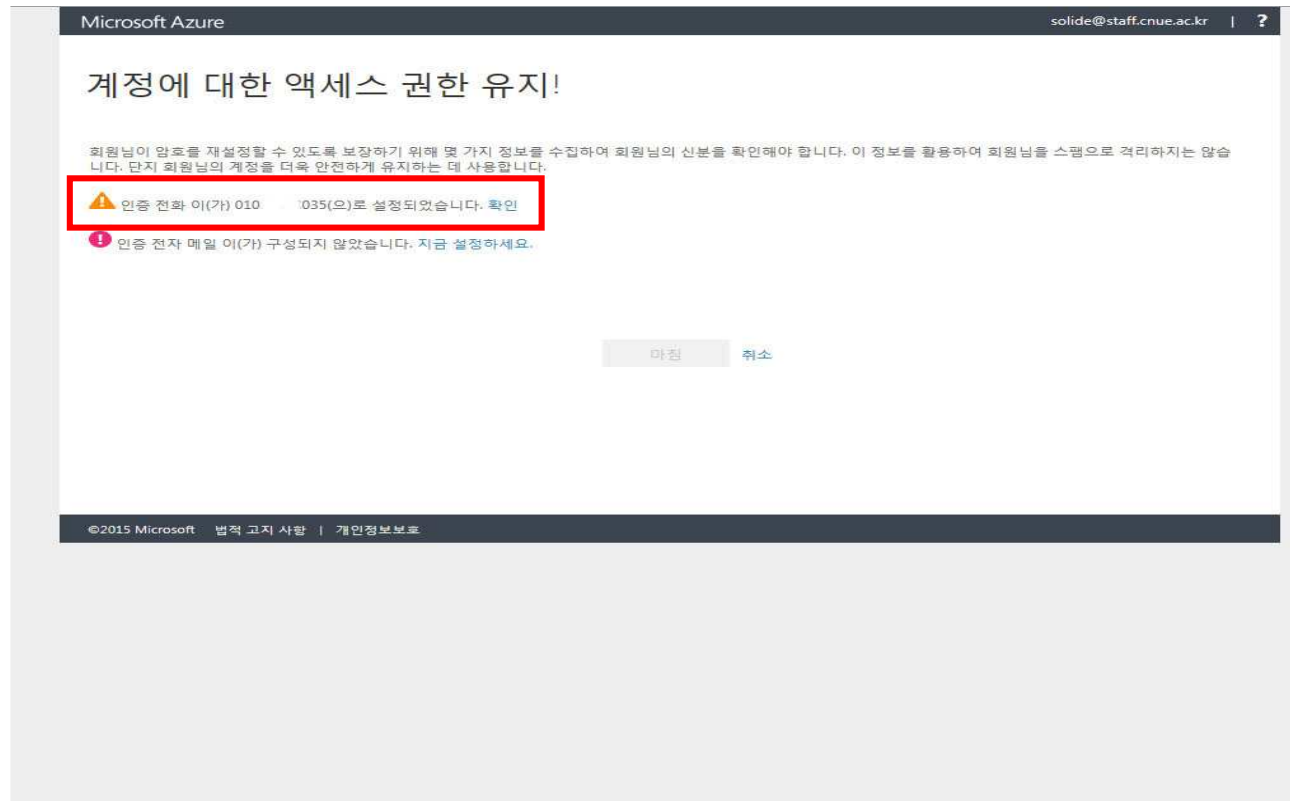 Microsoft Azure
solide@staff.cnue.ac.kr | ?
계정에 대한 액세스 권한 유지!
회원님이 암호를 재설정할 수 있도록 보장하기 위해 몇 가지 정보를 수집하여 회원님의 신분을 확인해야 합니다. 이 정보를 활용하여 회원님을 스팸으로 격리하지는 않습
니다. 단지 회원님의 계정을 더욱 안전하게 유지하는 데 사용합니다.
인증 전화 이(가) 010 035(으)로 설정되었습니다. 확인
인증 전자 메일 이(가) 구성되지 않았습니다. 지금 설정하세요.
마침 취소
©2015 Microsoft 법적 고지 사항 | 개인정보보호